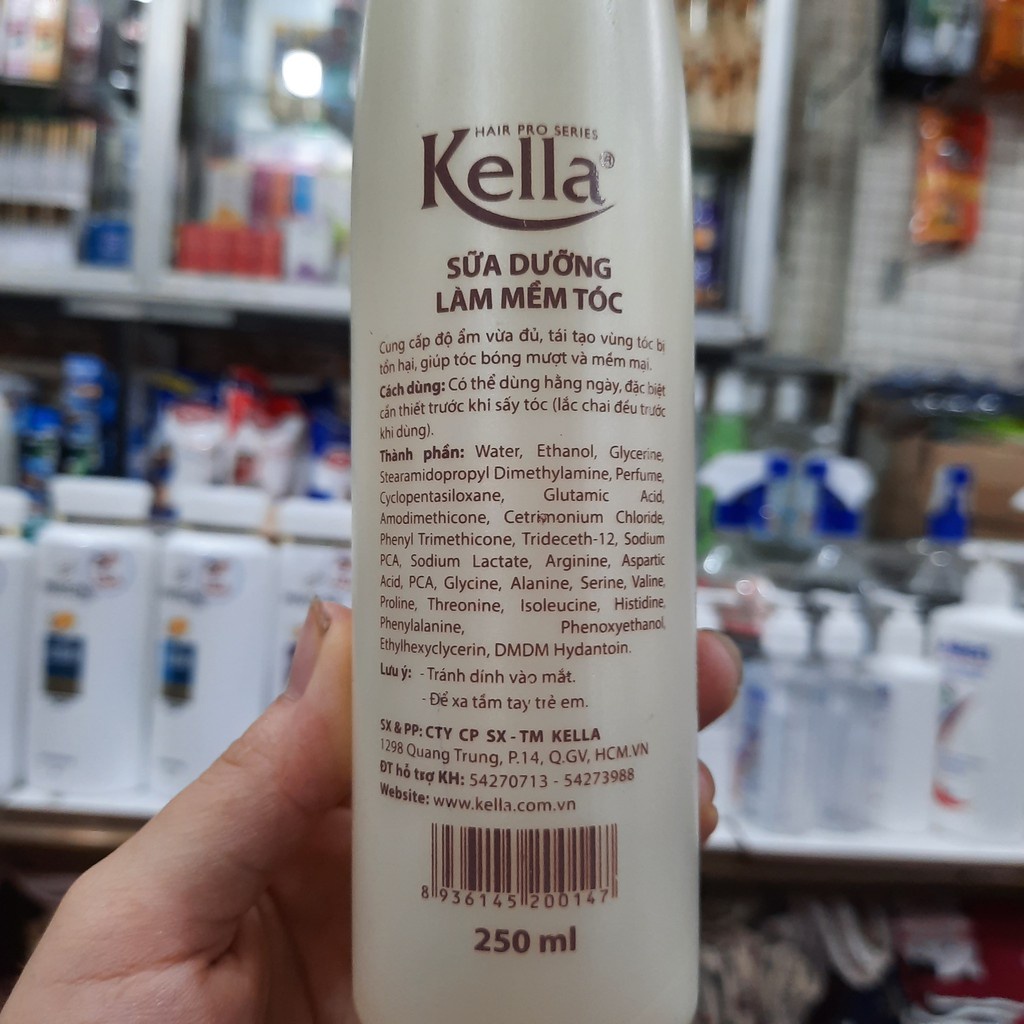 HAIR PRO SERIES
Kella®
SỮA DƯỠNG
LÀM MỀM TÓC
Cung cấp độ ẩm vừa đủ, tái tạo vùng tóc bị
tổn hại, giúp tóc bóng mượt và mềm mại.
Cách dùng: Có thể dùng hằng ngày, đặc biệt
cần thiết trước khi sấy tóc (lắc chai đều trước
khi dùng).
Thành phần: Water, Ethanol, Glycerine,
Stearamidopropyl Dimethylamine, Perfume,
Cyclopentasiloxane, Glutamic Acid,
Amodimethicone, Cetrimonium Chloride,
Phenyl Trimethicone, Trideceth-12, Sodium
PCA, Sodium Lactate, Arginine, Aspartic
Acid, PCA, Glycine, Alanine, Serine, Valine,
Proline, Threonine, Isoleucine, Histidine,
Phenylalanine, Phenoxyethanol,
Ethylhexyclycerin, DMDM Hydantoin.
Lưu ý: - Tránh dính vào mắt.
- Để xa tầm tay trẻ em.
SX & PP: CTY CP SX - TM KELLA
1298 Quang Trung, P.14, Q.GV, HCM.VN
ĐT hỗ trợ KH: 54270713 - 54273988
Website: www.kella.com.vn
8 936145 200147
250 ml